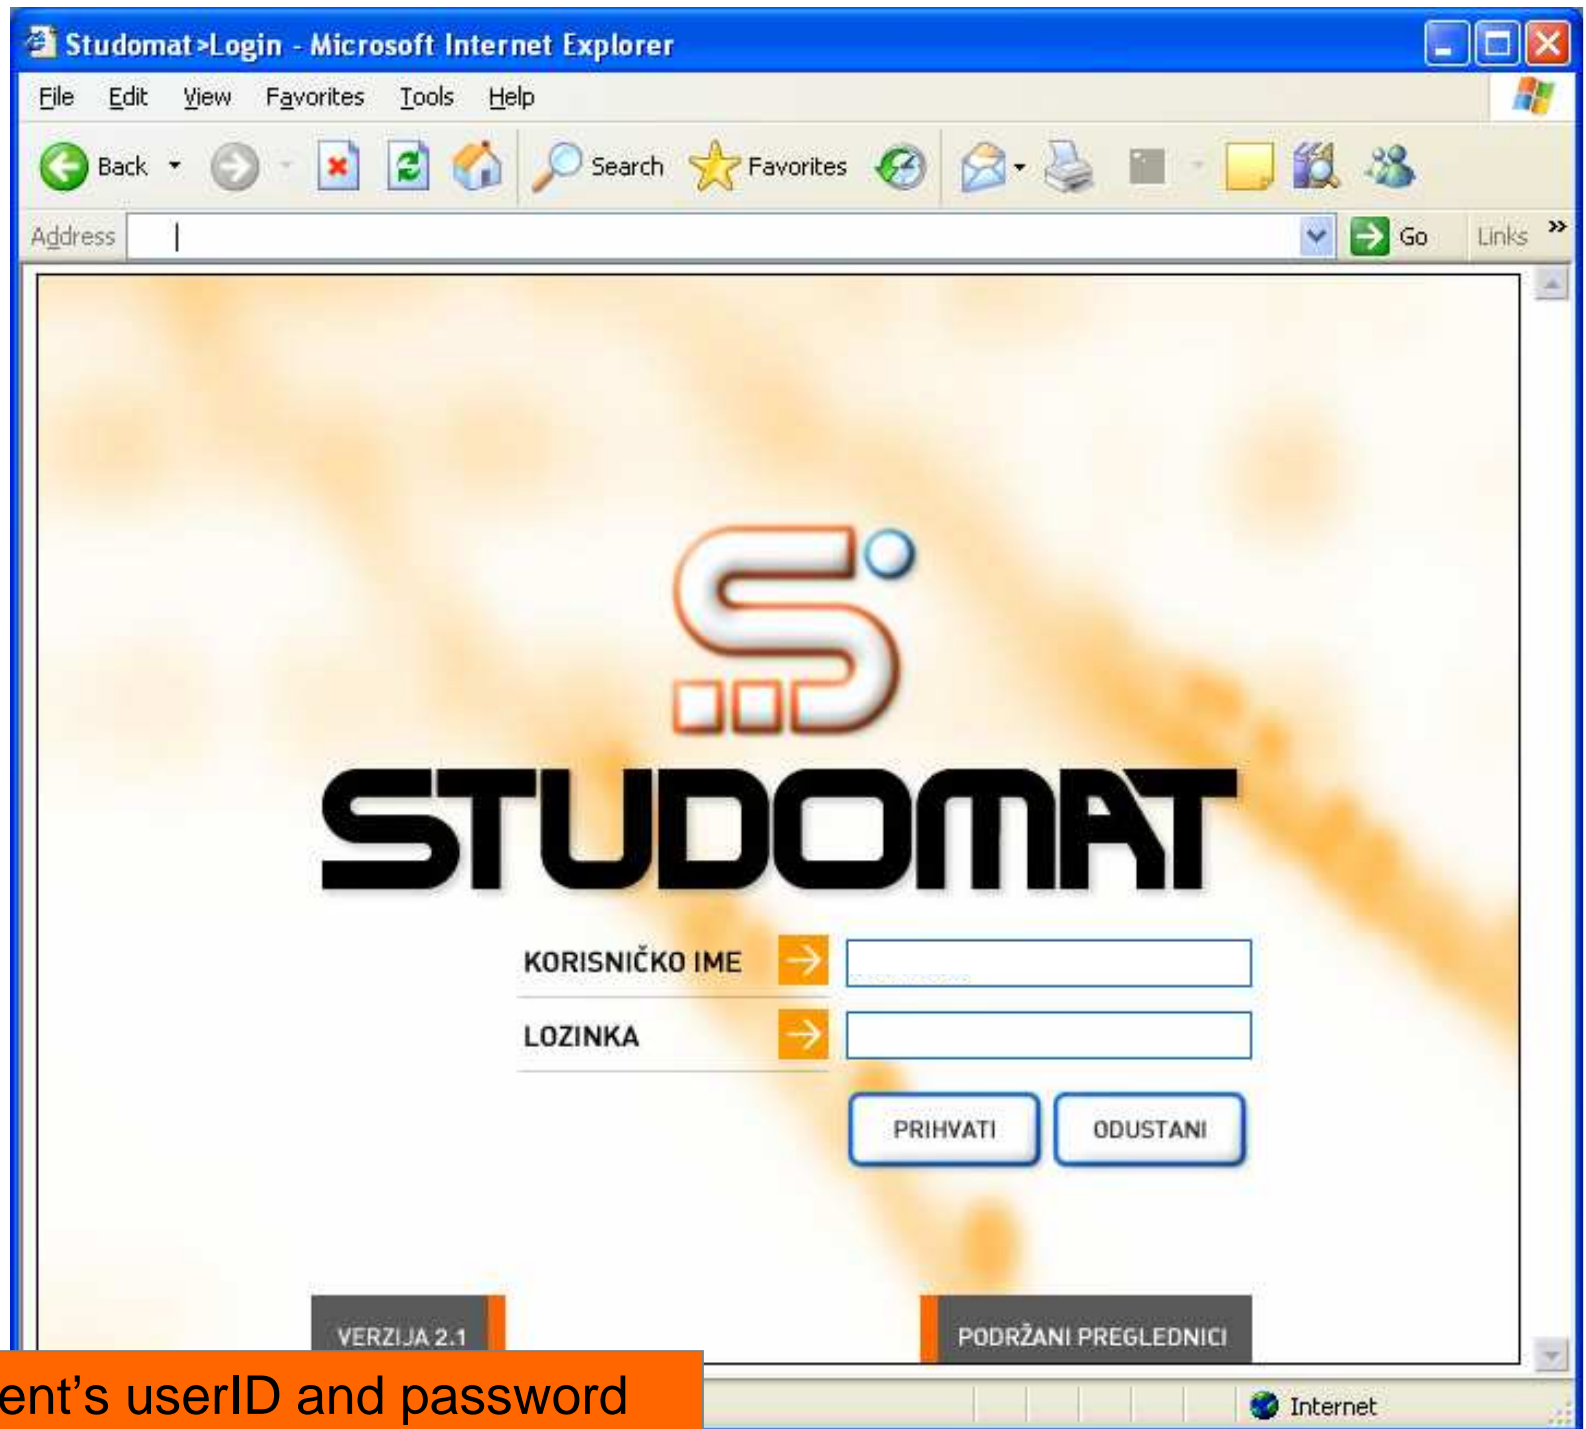 Studomat>Login - Microsoft Internet Explorer
File Edit View Favorites Tools Help
Back Search Favorites
Address Go Links »
STUDOMAT
KORISNIČKO IME
LOZINKA
PRIHVATI ODUSTANI
VERZIJA 2.1 PODRŽANI PREGLEDNICI
ent's userID and password
Internet